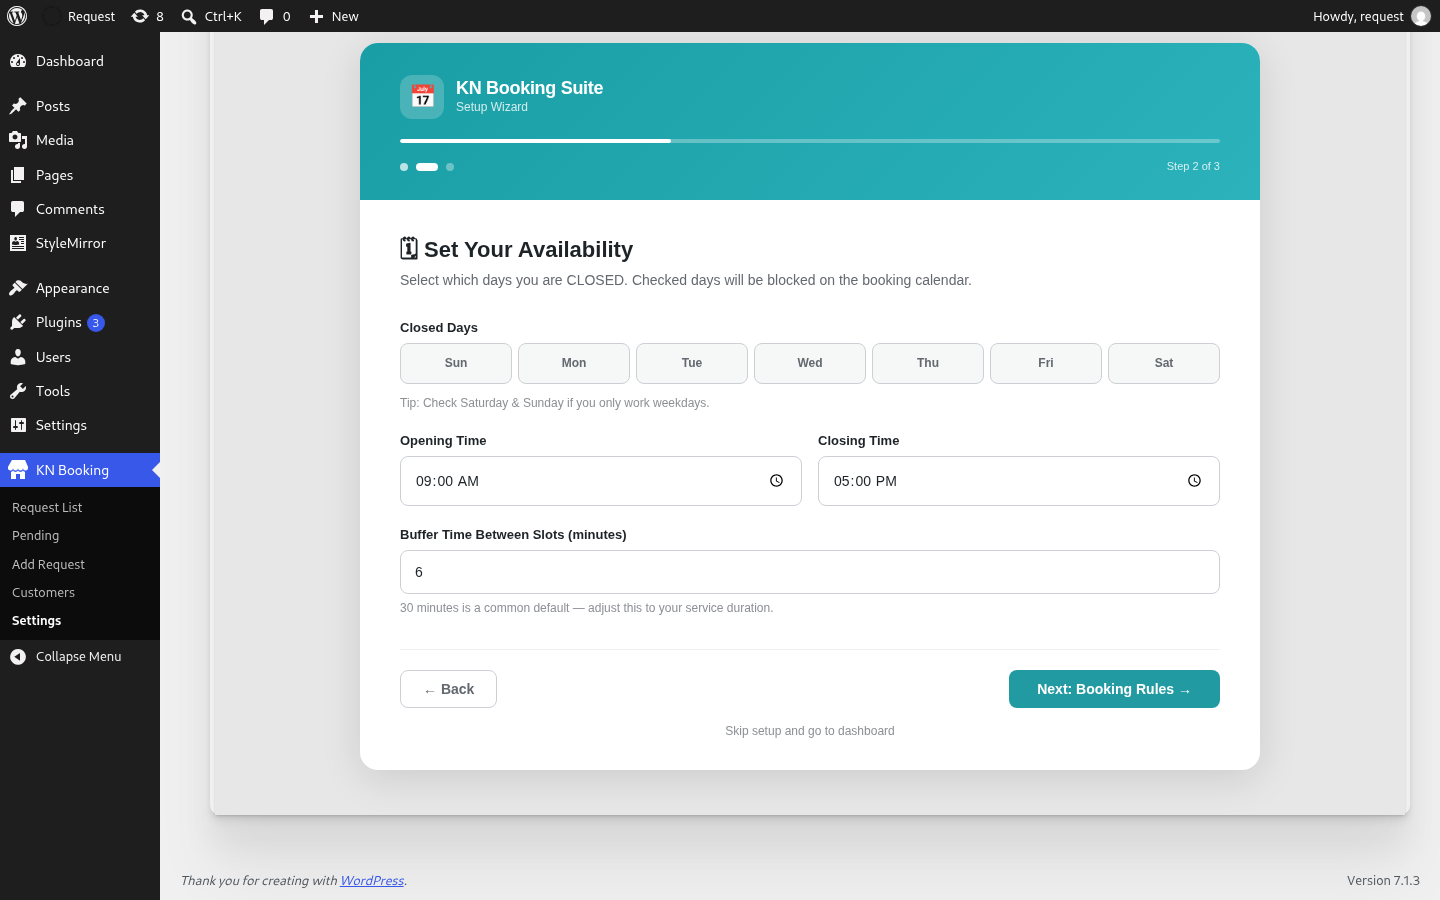 Request
8
Ctrl+K
0
New
Howdy, request
Dashboard
Posts
Media
Pages
Comments
StyleMirror
Appearance
Plugins 3
Users
Tools
Settings
KN Booking
Request List
Pending
Add Request
Customers
Settings
Collapse Menu
July
17
KN Booking Suite
Setup Wizard
Step 2 of 3
Set Your Availability
Select which days you are CLOSED. Checked days will be blocked on the booking calendar.
Closed Days
Sun Mon Tue Wed Thu Fri Sat
Tip: Check Saturday & Sunday if you only work weekdays.
Opening Time Closing Time
09:00 AM 05:00 PM
Buffer Time Between Slots (minutes)
6
30 minutes is a common default — adjust this to your service duration.
← Back
Next: Booking Rules →
Skip setup and go to dashboard
Thank you for creating with WordPress.
Version 7.1.3